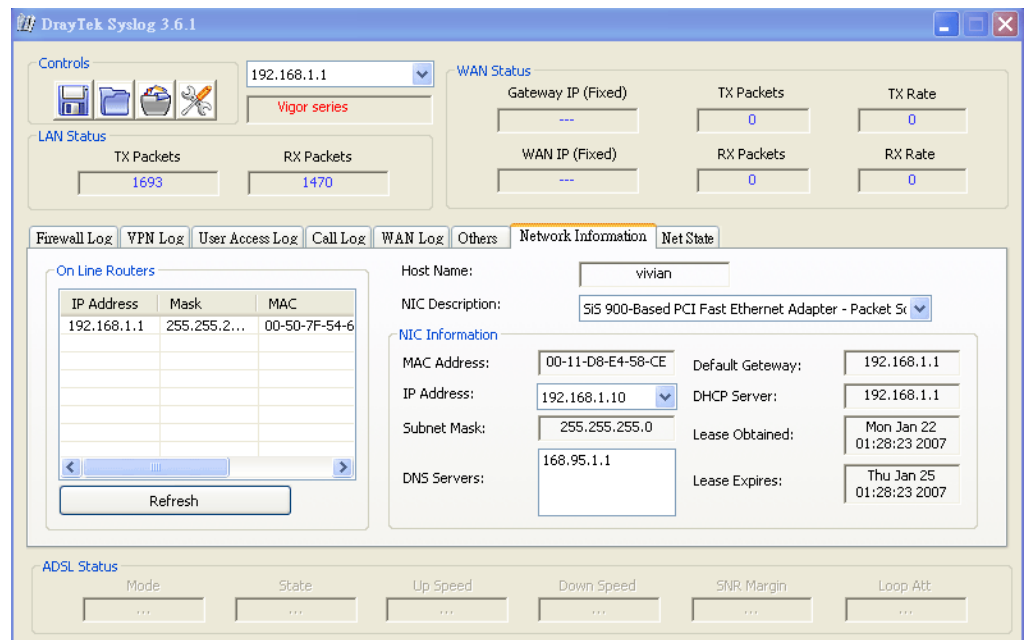 DrayTek Syslog 3.6.1
Controls
192.168.1.1
Vigor series
WAN Status
Gateway IP (Fixed)
TX Packets
TX Rate
---
0
0
WAN IP (Fixed)
RX Packets
RX Rate
---
0
0
LAN Status
TX Packets
RX Packets
1693
1470
Firewall Log
VPN Log
User Access Log
Call Log
WAN Log
Others
Network Information
Net State
On Line Routers
IP Address
Mask
MAC
192.168.1.1
255.255.2...
00-50-7F-54-6
Refresh
Host Name:
vivian
NIC Description:
SiS 900-Based PCI Fast Ethernet Adapter - Packet Sc
NIC Information
MAC Address:
00-11-D8-E4-58-CE
IP Address:
192.168.1.10
Subnet Mask:
255.255.255.0
DNS Servers:
168.95.1.1
Default Geteway:
192.168.1.1
DHCP Server:
192.168.1.1
Lease Obtained:
Mon Jan 22
01:28:23 2007
Lease Expires:
Thu Jan 25
01:28:23 2007
ADSL Status
Mode
State
Up Speed
Down Speed
SNR Margin
Loop Att
...
...
...
...
...
...